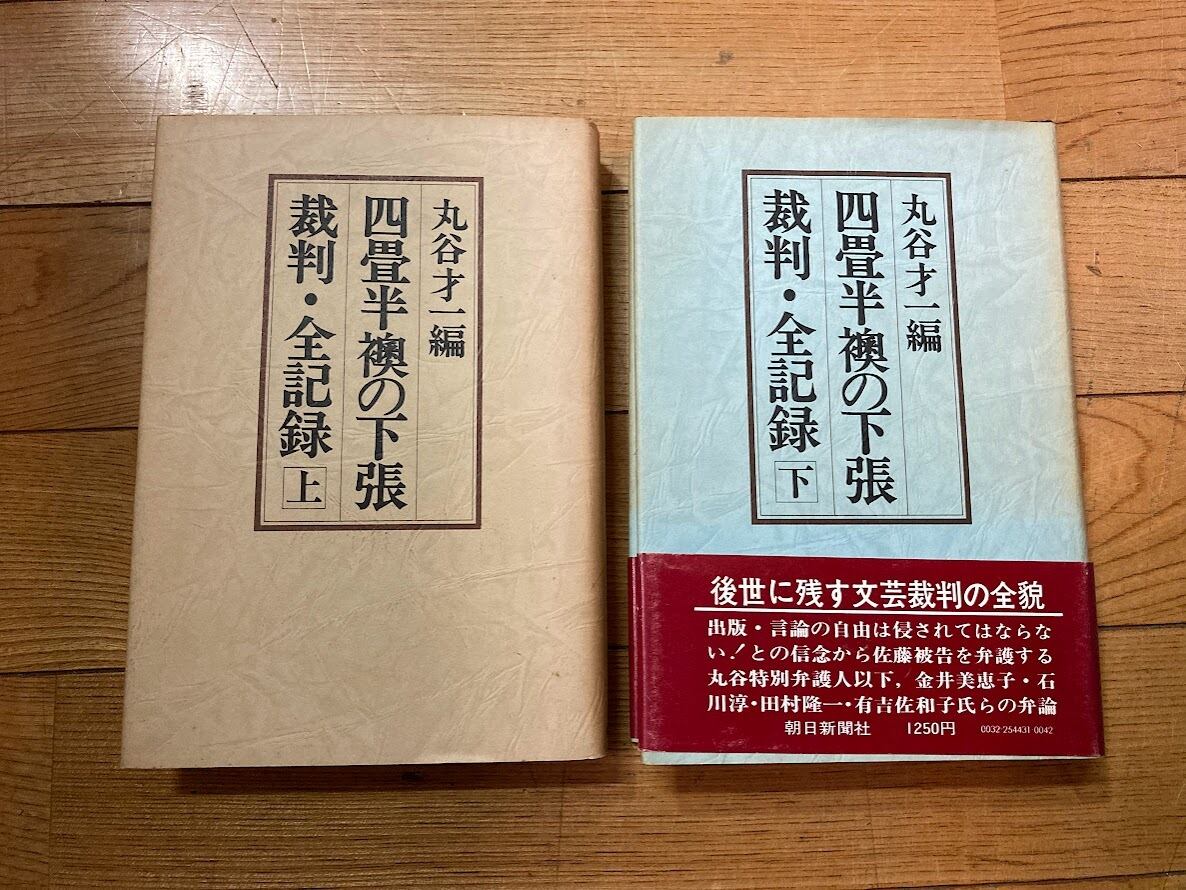 丸谷才一編
四畳半襖の下張
裁判・全記録 上
丸谷才一編
四畳半襖の下張
裁判・全記録 下
後世に残す文芸裁判の全貌
出版・言論の自由は侵されてはならな
い！との信念から佐藤被告を弁護する
丸谷特別弁護人以下，金井美恵子・石
川淳・田村隆一・有吉佐和子氏らの弁論
朝日新聞社 1250円 0032-254431-0042